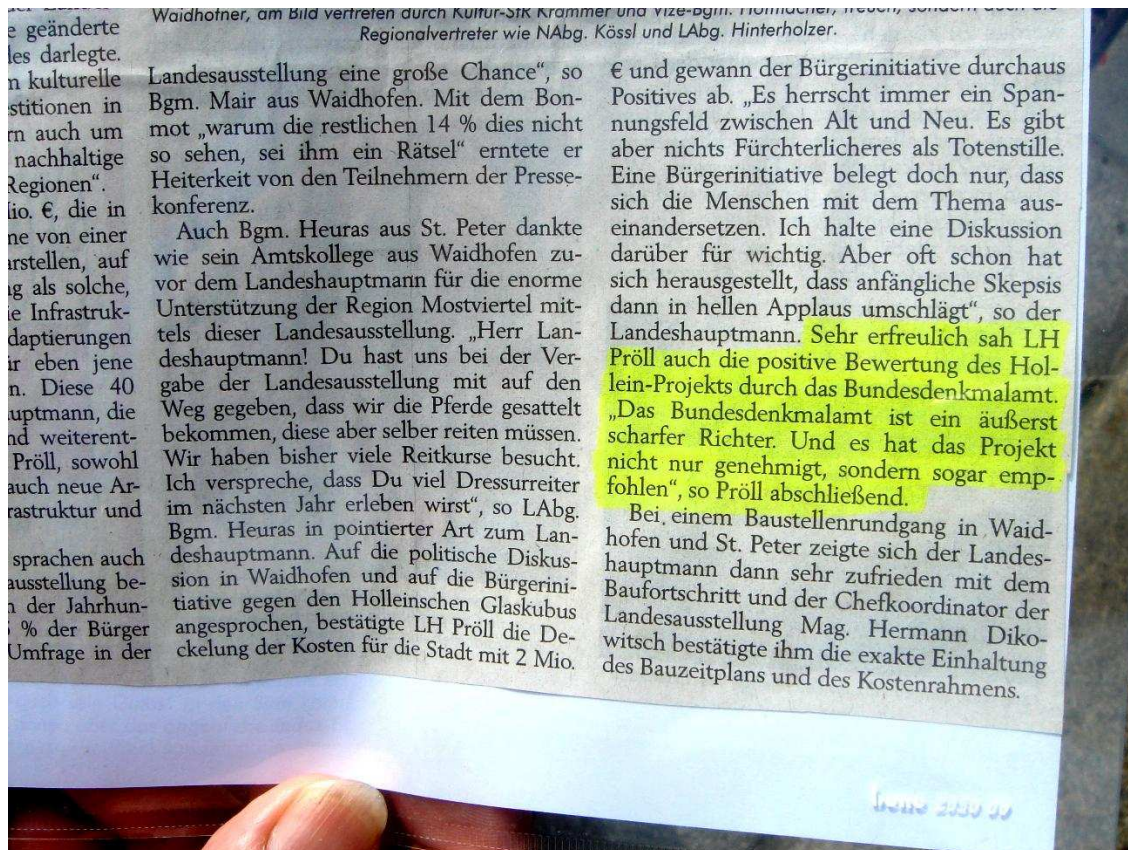 Waidhofner, am Bild vertreten durch Kultur-StR Krammer und Vize-Bgm. Hofmacher, freuen, sondern auch die
Regionalvertreter wie NAbg. Kössl und LAbg. Hinterholzer.
e geänderte
les darlegte.
n kulturelle
stitionen in
rn auch um
nachhaltige
Regionen“.
io. €, die in
ne von einer
arstellen, auf
ng als solche,
ie Infrastruk-
daptierungen
ir eben jene
n. Diese 40
auptmann, die
nd weiterent-
Pröll, sowohl
auch neue Ar-
rastruktur und
sprachen auch
ausstellung be-
n der Jahrhun-
% der Bürger
Umfrage in der
Landesausstellung eine große Chance“, so
Bgm. Mair aus Waidhofen. Mit dem Bon-
mot „warum die restlichen 14 % dies nicht
so sehen, sei ihm ein Rätsel“ erntete er
Heiterkeit von den Teilnehmern der Presse-
konferenz.
Auch Bgm. Heuras aus St. Peter dankte
wie sein Amtskollege aus Waidhofen zu-
vor dem Landeshauptmann für die enorme
Unterstützung der Region Mostviertel mit-
tels dieser Landesausstellung. „Herr Lan-
deshauptmann! Du hast uns bei der Ver-
gabe der Landesausstellung mit auf den
Weg gegeben, dass wir die Pferde gesattelt
bekommen, diese aber selber reiten müssen.
Wir haben bisher viele Reitkurse besucht.
Ich verspreche, dass Du viel Dressurreiter
im nächsten Jahr erleben wirst“, so LAbg.
Bgm. Heuras in pointierter Art zum Lan-
deshauptmann. Auf die politische Diskus-
sion in Waidhofen und auf die Bürgerini-
tiative gegen den Holleinschen Glaskubus
angesprochen, bestätigte LH Pröll die De-
ckelung der Kosten für die Stadt mit 2 Mio.
€ und gewann der Bürgerinitiative durchaus
Positives ab. „Es herrscht immer ein Span-
nungsfeld zwischen Alt und Neu. Es gibt
aber nichts Fürchterlicheres als Totenstille.
Eine Bürgerinitiative belegt doch nur, dass
sich die Menschen mit dem Thema aus-
einandersetzen. Ich halte eine Diskussion
darüber für wichtig. Aber oft schon hat
sich herausgestellt, dass anfängliche Skepsis
dann in hellen Applaus umschlägt“, so der
Landeshauptmann. Sehr erfreulich sah LH
Pröll auch die positive Bewertung des Hol-
lein-Projekts durch das Bundesdenkmalamt.
„Das Bundesdenkmalamt ist ein äußerst
scharfer Richter. Und es hat das Projekt
nicht nur genehmigt, sondern sogar emp-
fohlen“, so Pröll abschließend.
Bei einem Baustellenrundgang in Waid-
hofen und St. Peter zeigte sich der Landes-
hauptmann dann sehr zufrieden mit dem
Baufortschritt und der Chefkoordinator der
Landesausstellung Mag. Hermann Diko-
witsch bestätigte ihm die exakte Einhaltung
des Bauzeitplans und des Kostenrahmens.